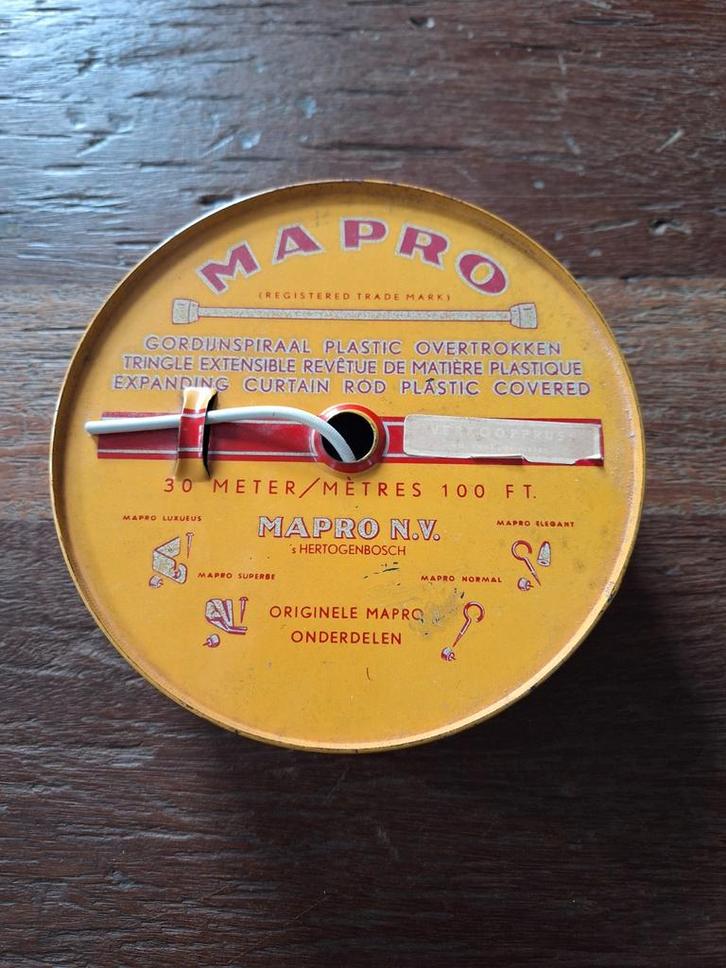 MAPRO
(REGISTERED TRADE MARK)
GORDIJNSPIRAAL PLASTIC OVERTROKKEN
TRINGLE EXTENSIBLE REVÊTUE DE MATIÈRE PLASTIQUE
EXPANDING CURTAIN ROD PLASTIC COVERED
30 METER/MÈTRES 100 FT.
MAPRO LUXUEUS
MAPRO N.V.
MAPRO ELEGANT
's HERTOGENBOSCH
MAPRO SUPERBE
MAPRO NORMAL
ORIGINELE MAPRO
ONDERDELEN